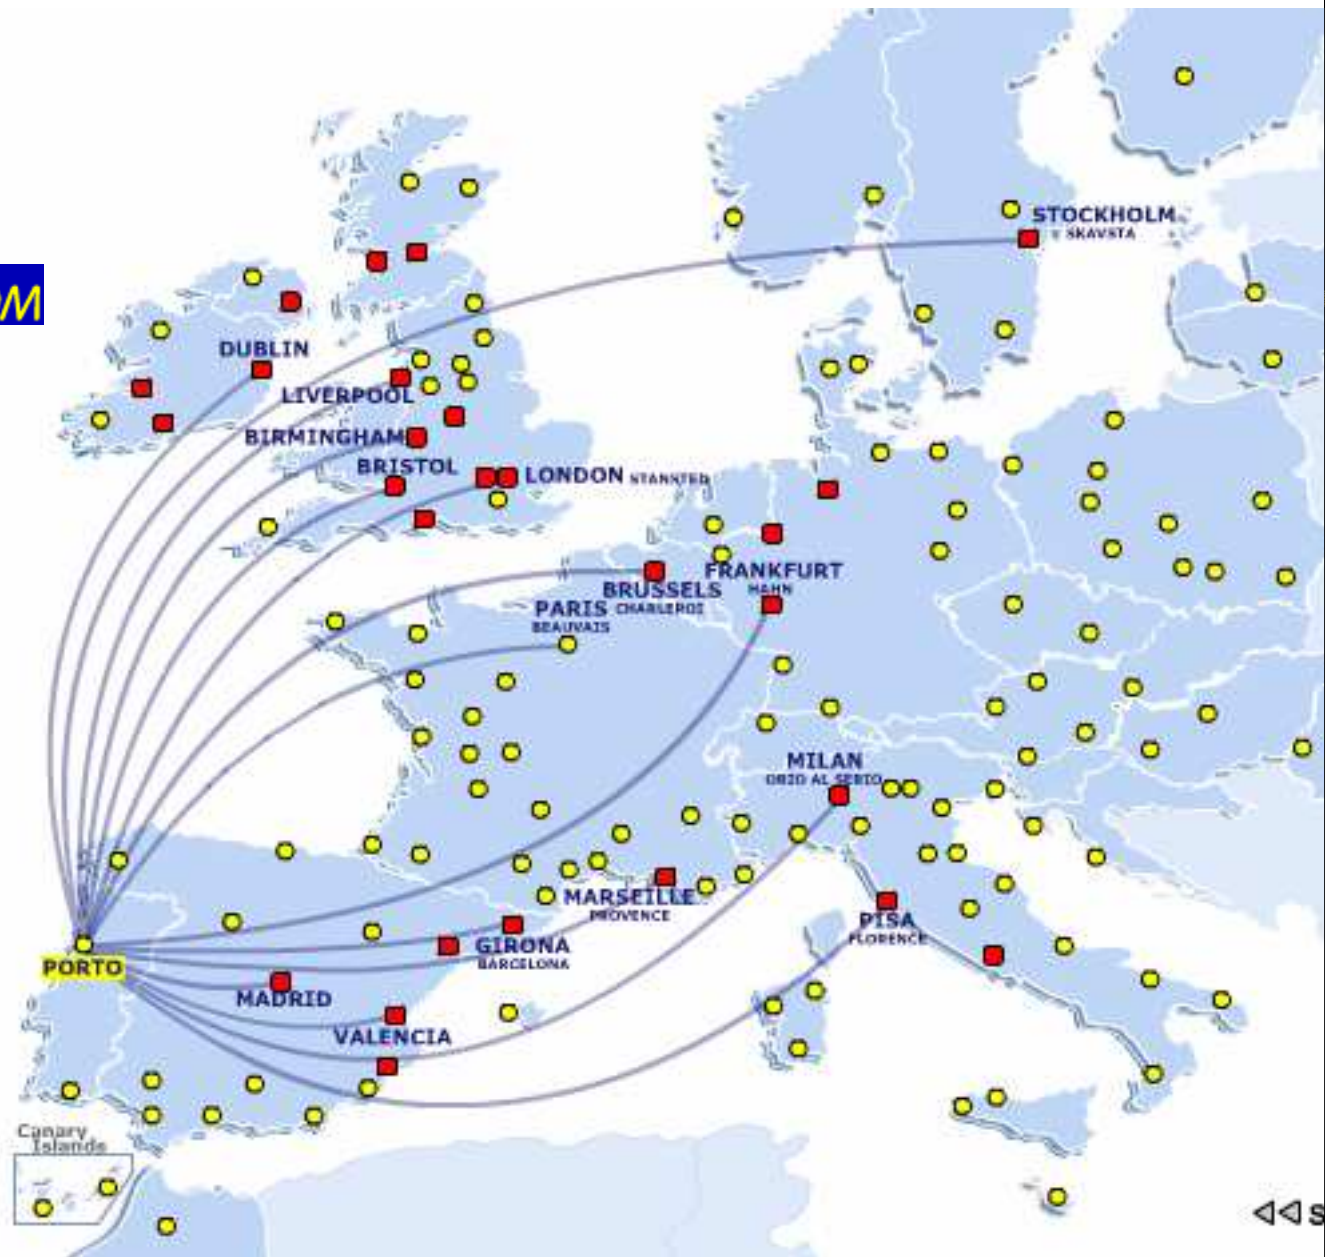 STOCKHOLM
SKAVSTA
OM
DUBLIN
LIVERPOOL
BIRMINGHAM
BRISTOL
LONDON STANSTED
FRANKFURT
HAHN
BRUSSELS
CHARLEROI
PARIS
BEAUVAIS
MILAN
ORIO AL SERIO
MARSEILLE
PROVENCE
PISA
FLORENCE
GIRONA
BARCELONA
PORTO
MADRID
VALENCIA
Canary
Islands
S